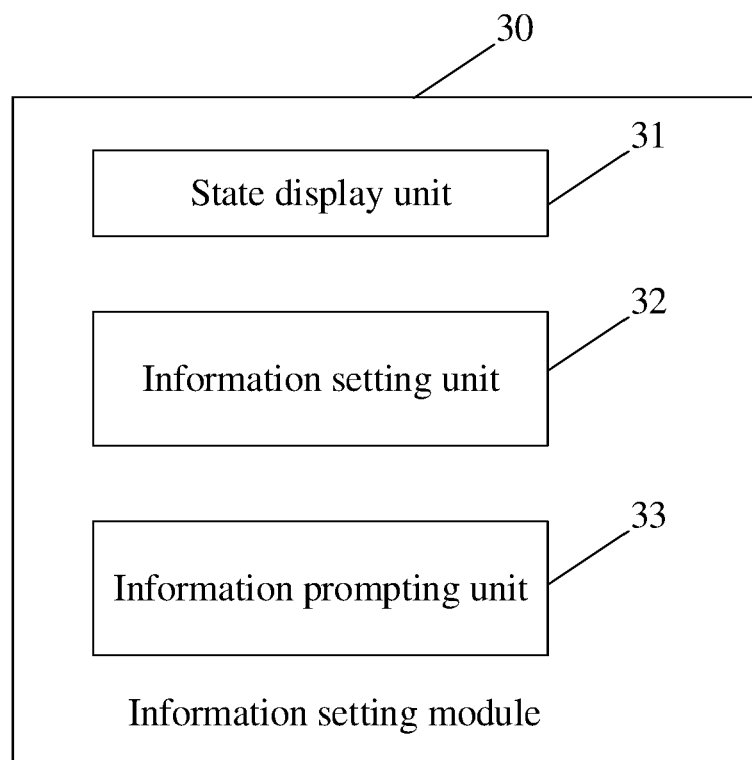 30
31
State display unit
32
Information setting unit
33
Information prompting unit
Information setting module